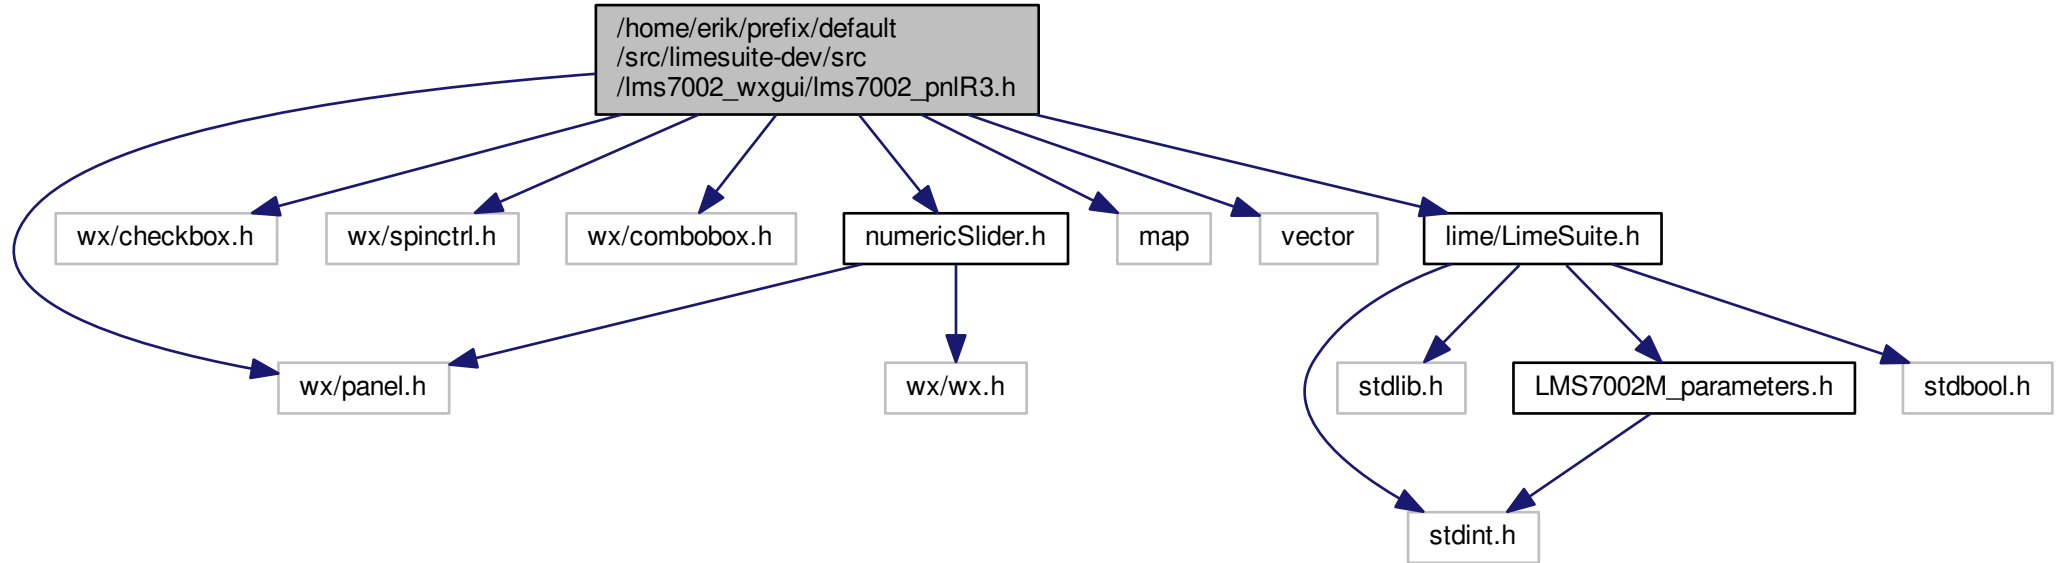 /home/erik/prefix/default
/src/limesuite-dev/src
/lms7002_wxgui/lms7002_pnlR3.h
wx/checkbox.h
wx/spinctrl.h
wx/combobox.h
numericSlider.h
map
vector
lime/LimeSuite.h
wx/panel.h
wx/wx.h
stdlib.h
LMS7002M_parameters.h
stdbool.h
stdint.h